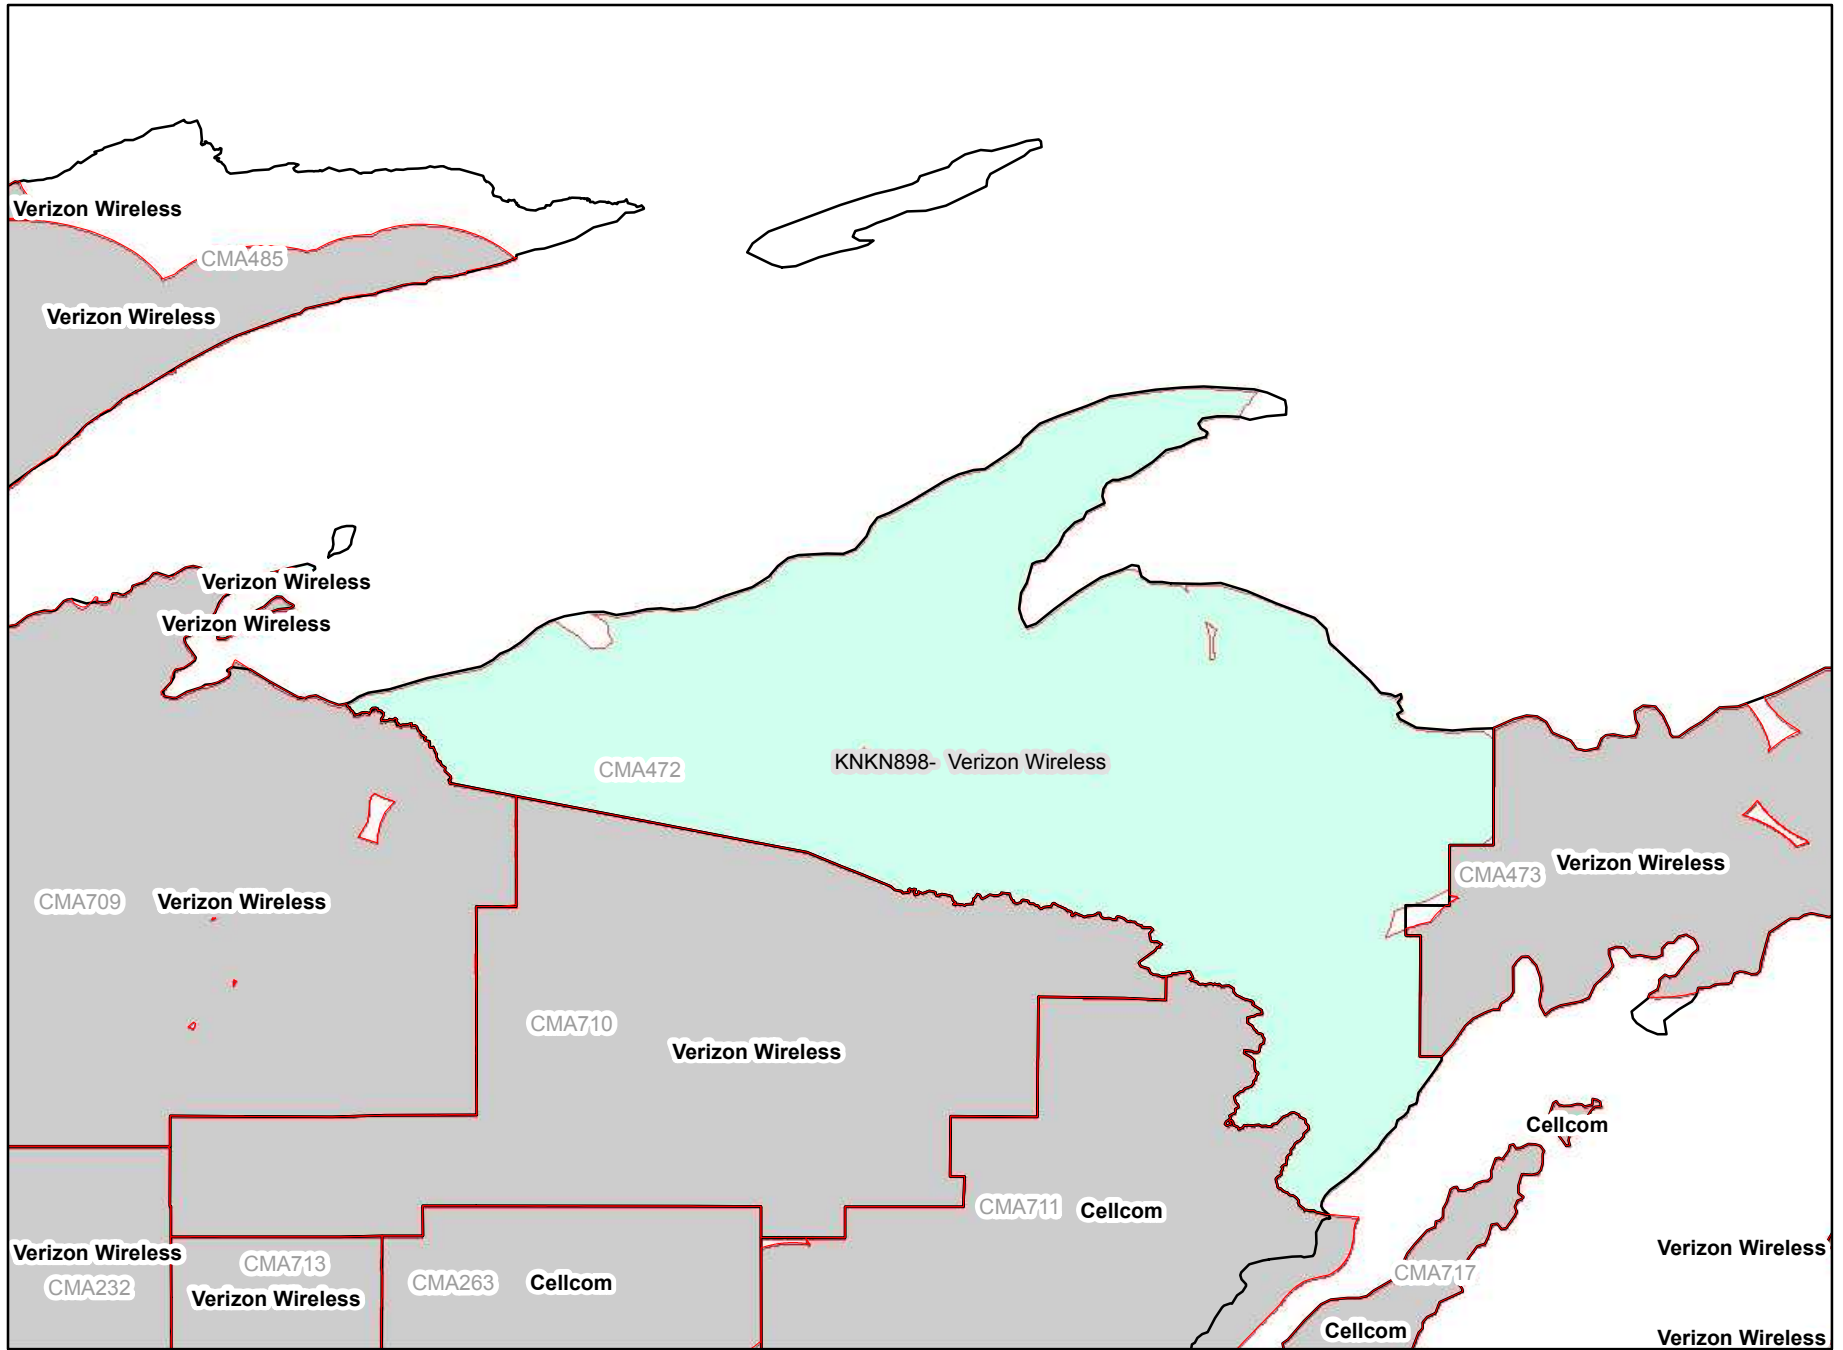 Verizon Wireless
CMA485
Verizon Wireless
Verizon Wireless
Verizon Wireless
CMA472
KNKN898- Verizon Wireless
CMA473
Verizon Wireless
CMA709
Verizon Wireless
CMA710
Verizon Wireless
Cellcom
CMA711
Cellcom
Verizon Wireless
CMA232
CMA713
Verizon Wireless
CMA263
Cellcom
CMA717
Verizon Wireless
Cellcom
Verizon Wireless